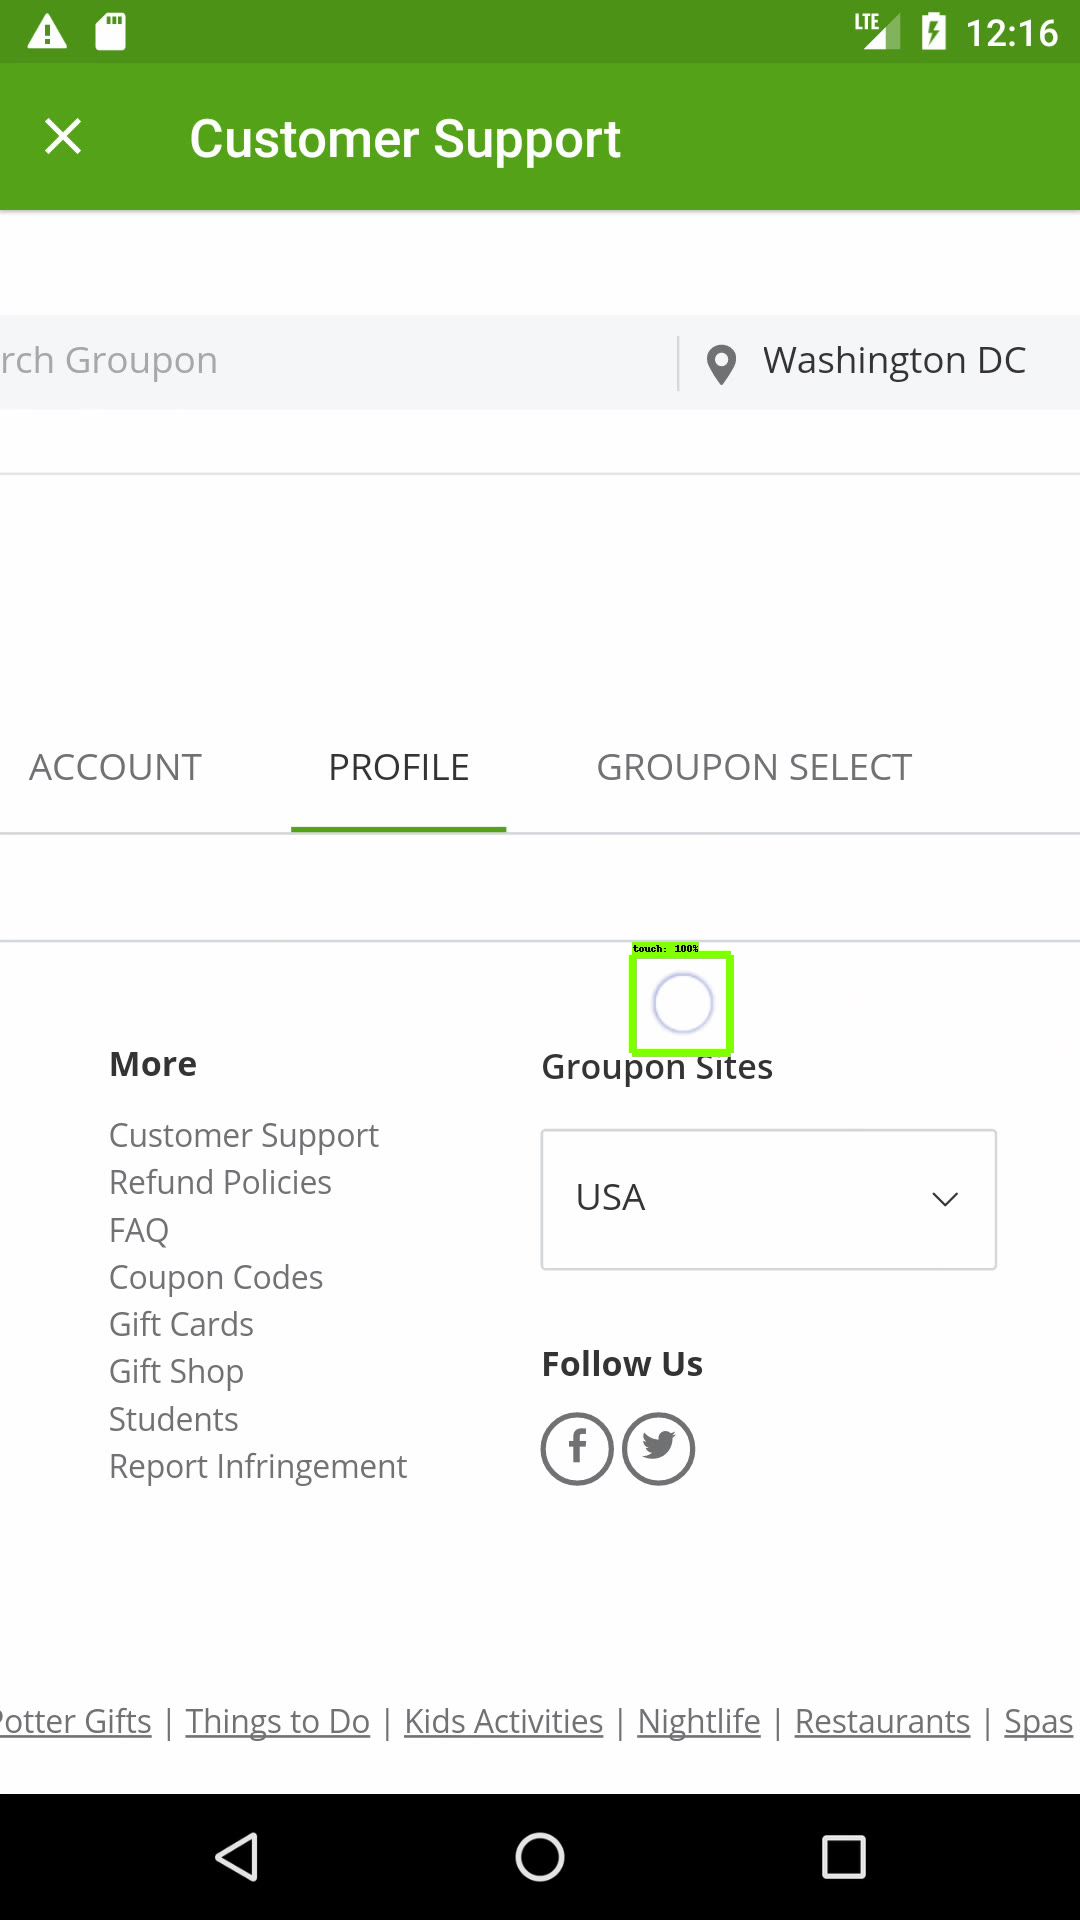 LTE 12:16
Customer Support
rch Groupon Washington DC
ACCOUNT PROFILE GROUPON SELECT
touch: 100%
More
Customer Support
Refund Policies
FAQ
Coupon Codes
Gift Cards
Gift Shop
Students
Report Infringement
Groupon Sites
USA
Follow Us
Potter Gifts | Things to Do | Kids Activities | Nightlife | Restaurants | Spas